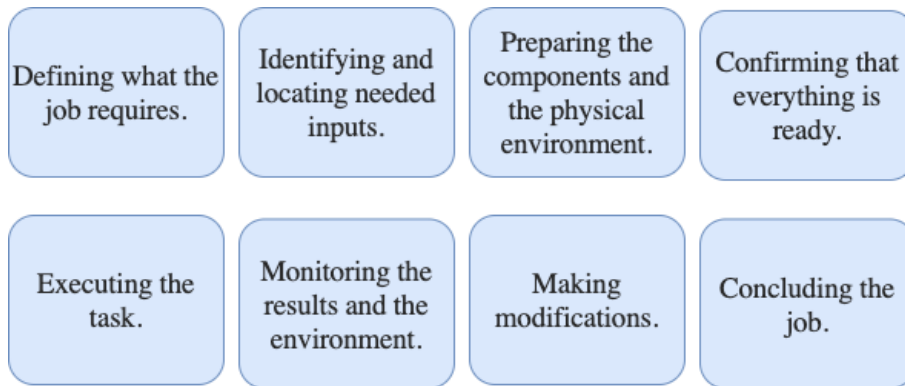 Defining what the
job requires.
Identifying and
locating needed
inputs.
Preparing the
components and
the physical
environment.
Confirming that
everything is
ready.
Executing the
task.
Monitoring the
results and the
environment.
Making
modifications.
Concluding the
job.